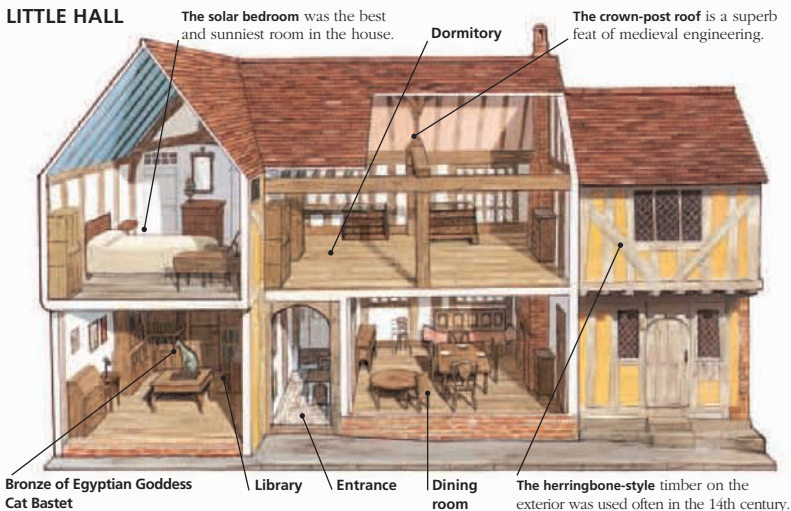 LITTLE HALL
The solar bedroom was the best
and sunniest room in the house.
Dormitory
The crown-post roof is a superb
feat of medieval engineering.
Bronze of Egyptian Goddess
Cat Bastet
Library
Entrance
Dining
room
The herringbone-style timber on the
exterior was used often in the 14th century.